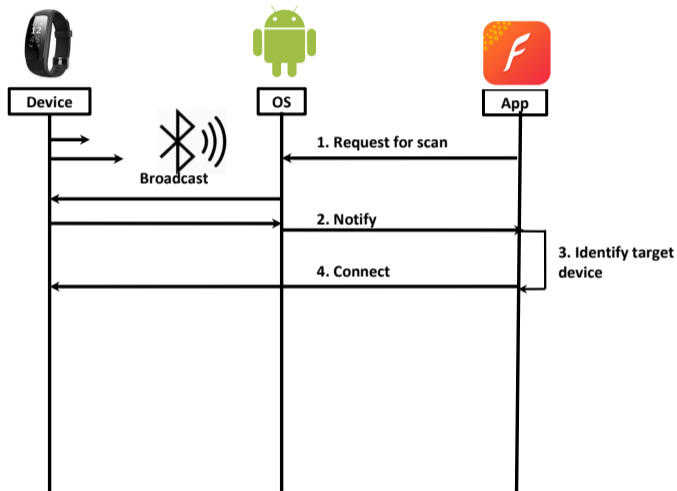 Device
OS
App
1. Request for scan
Broadcast
2. Notify
3. Identify target
device
4. Connect